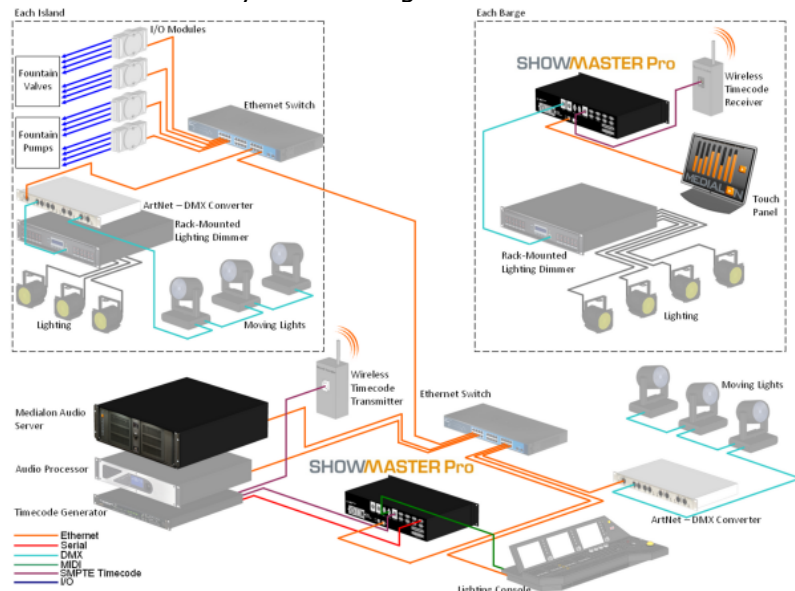 Each Island
I/O Modules
Fountain
Valves
Fountain
Pumps
Ethernet Switch
ArtNet – DMX Converter
Rack-Mounted
Lighting Dimmer
Lighting
Moving Lights
Each Barge
SHOWMASTER Pro
Wireless
Timecode
Receiver
MEDIALON
Touch
Panel
Rack-Mounted
Lighting Dimmer
Lighting
Wireless
Timecode
Transmitter
Ethernet Switch
Moving Lights
Medialon Audio
Server
Audio Processor
Timecode Generator
SHOWMASTER Pro
ArtNet – DMX Converter
Lighting Console
Ethernet
Serial
DMX
MIDI
SMPTE Timecode
I/O